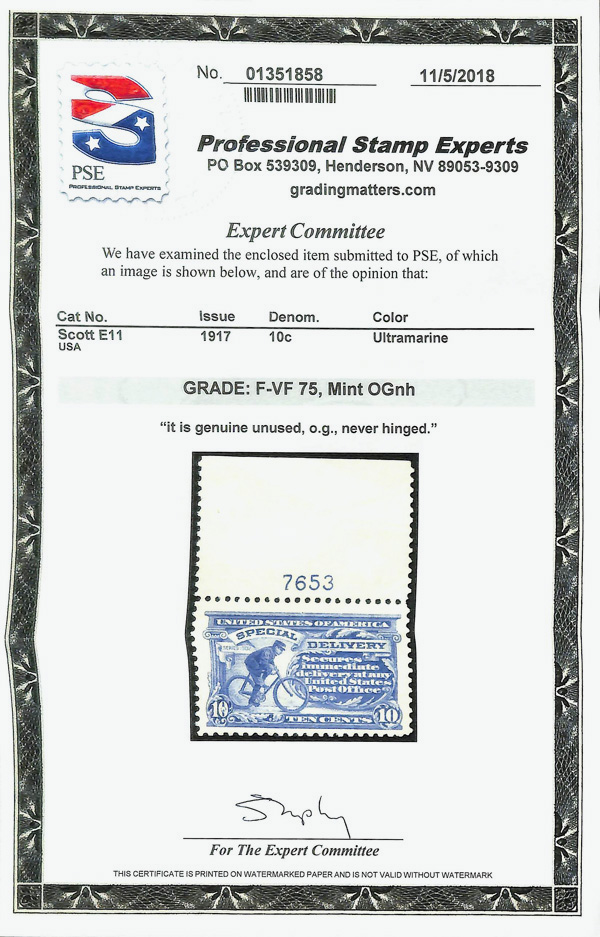 No. 01351858 11/5/2018
PSE
PROFESSIONAL STAMP EXPERTS
Professional Stamp Experts
PO Box 539309, Henderson, NV 89053-9309
gradingmatters.com
Expert Committee
We have examined the enclosed item submitted to PSE, of which
an image is shown below, and are of the opinion that:
Cat No. Issue Denom. Color
Scott E11 1917 10c Ultramarine
USA
GRADE: F-VF 75, Mint OGnh
“it is genuine unused, o.g., never hinged.”
7653
UNITED STATES OF AMERICA
SPECIAL DELIVERY
Secures
immediate
delivery at any
United States
Post Office
10 TEN CENTS 10
For The Expert Committee
THIS CERTIFICATE IS PRINTED ON WATERMARKED PAPER AND IS NOT VALID WITHOUT WATERMARK